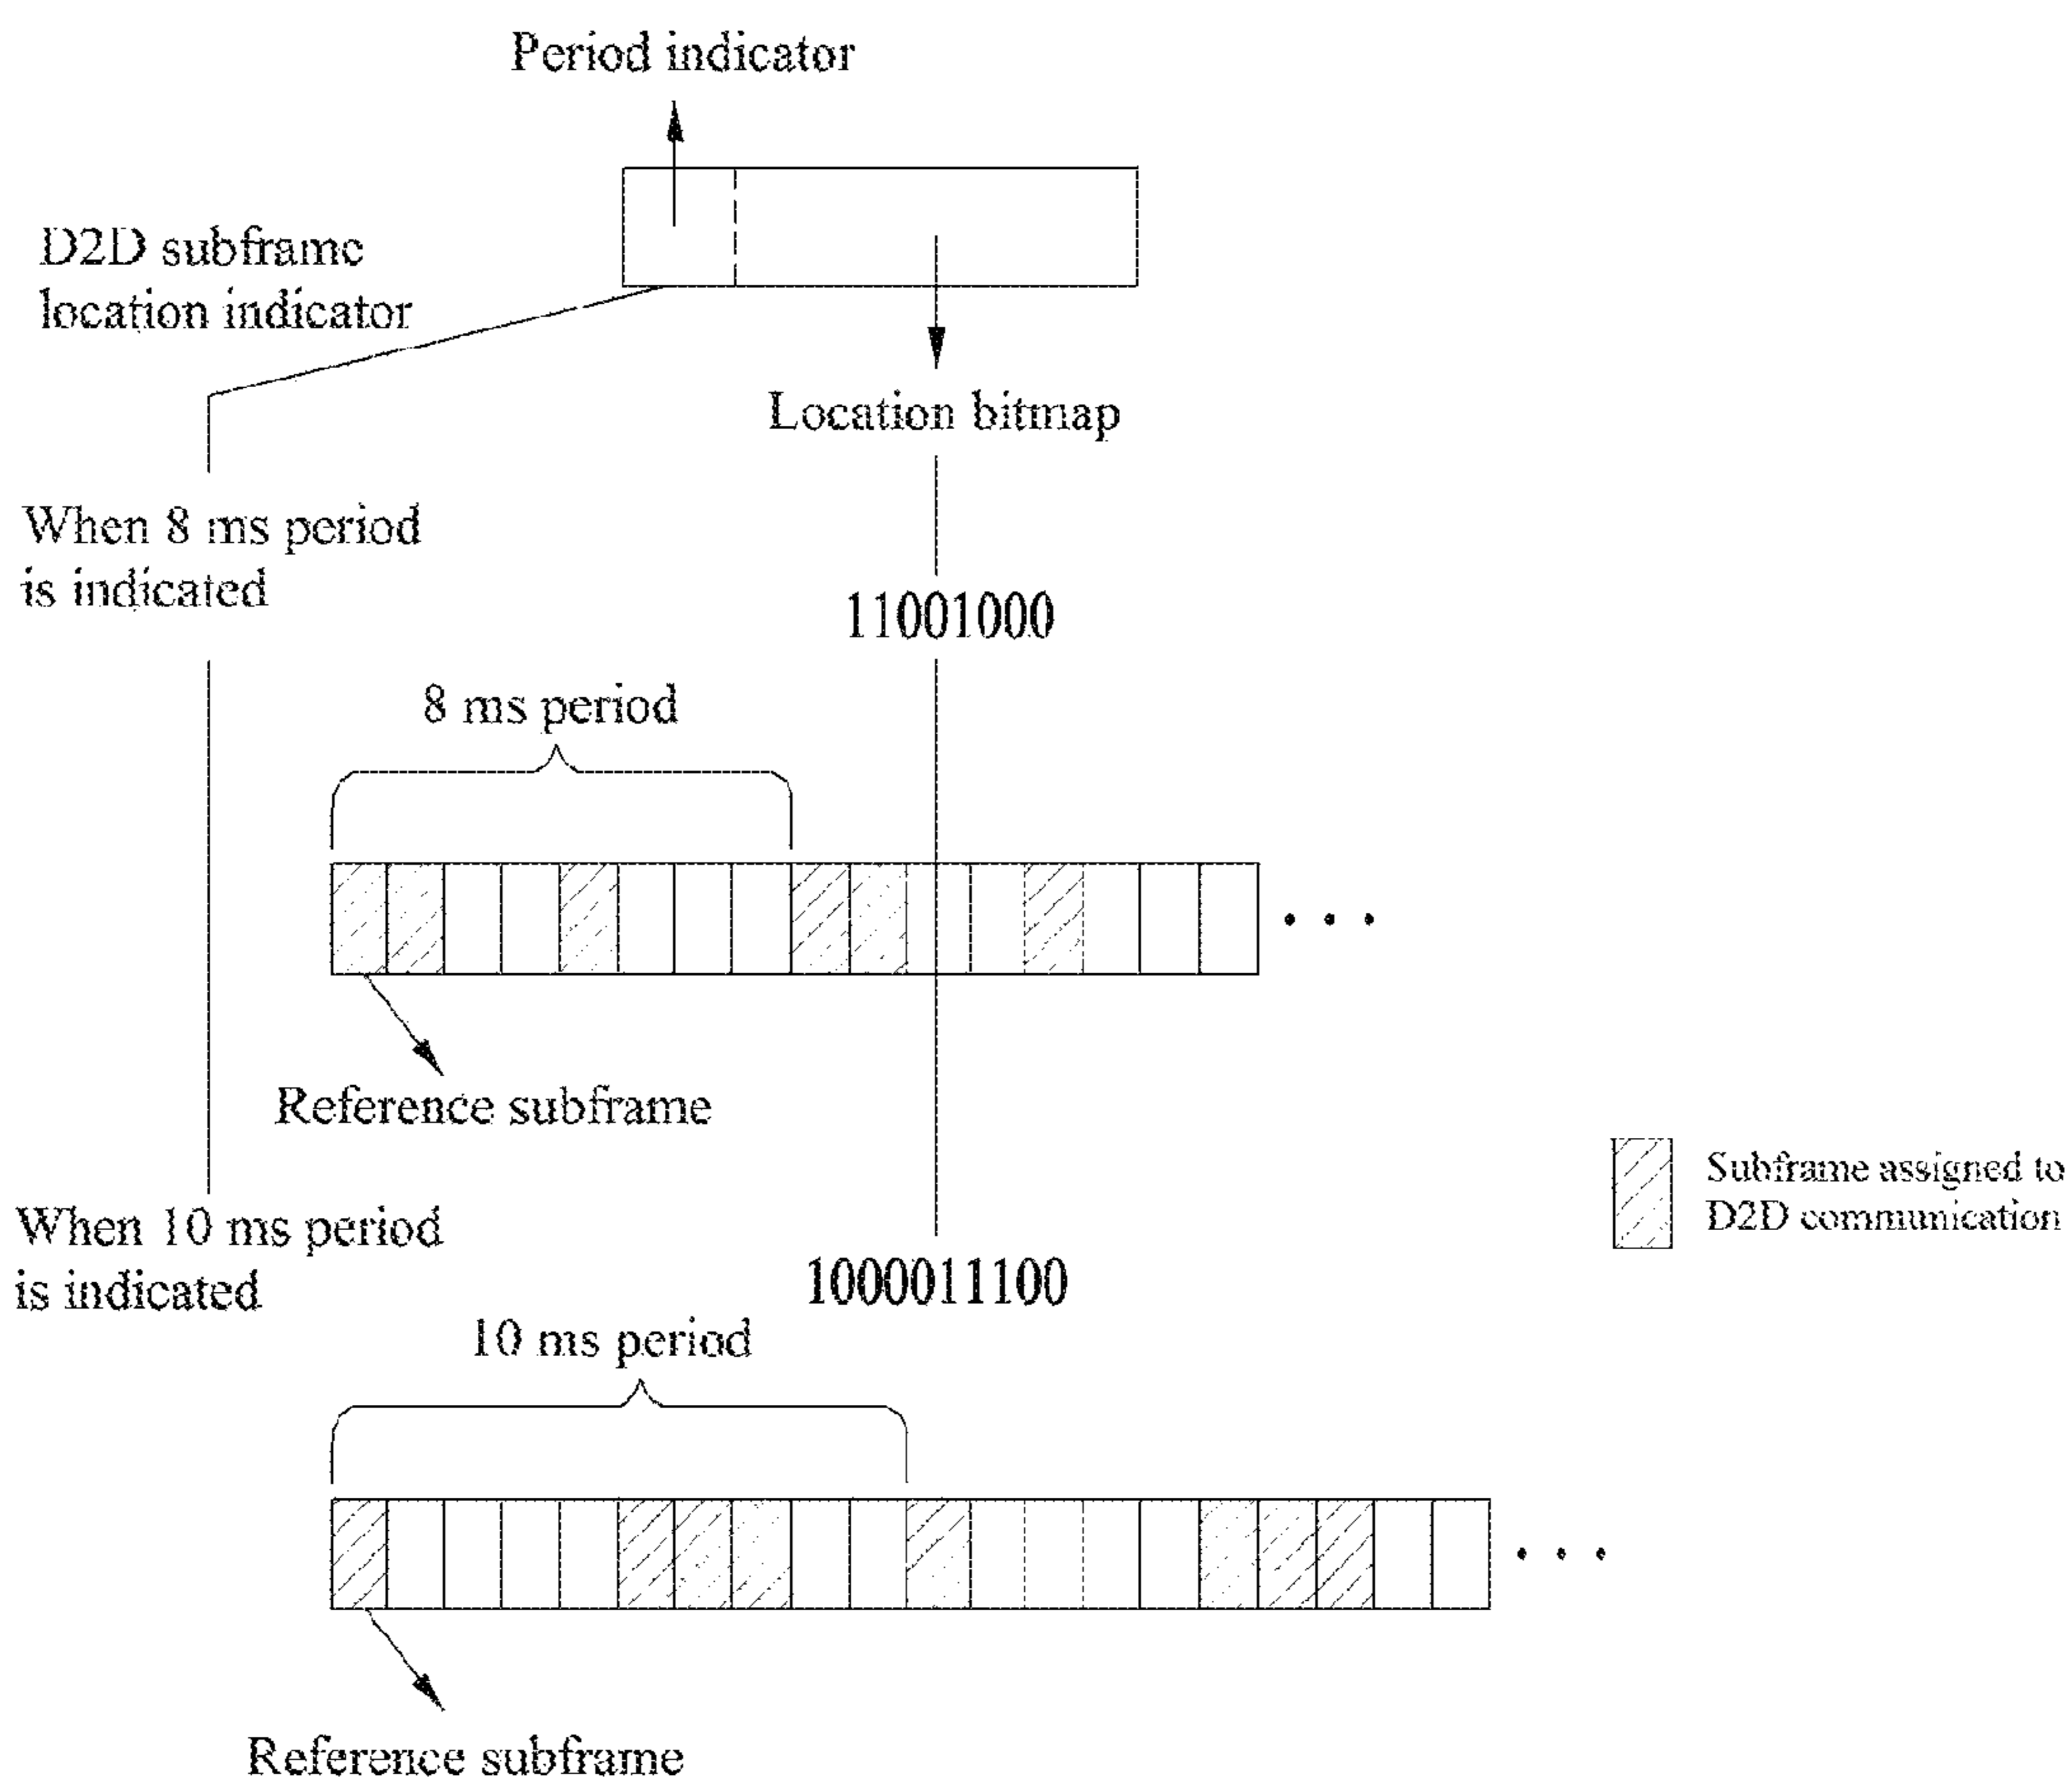 Period indicator
D2D subframe
location indicator
Location bitmap
When 8 ms period
is indicated
11001000
8 ms period
Reference subframe
Subframe assigned to
D2D communication
When 10 ms period
is indicated
1000011100
10 ms period
Reference subframe